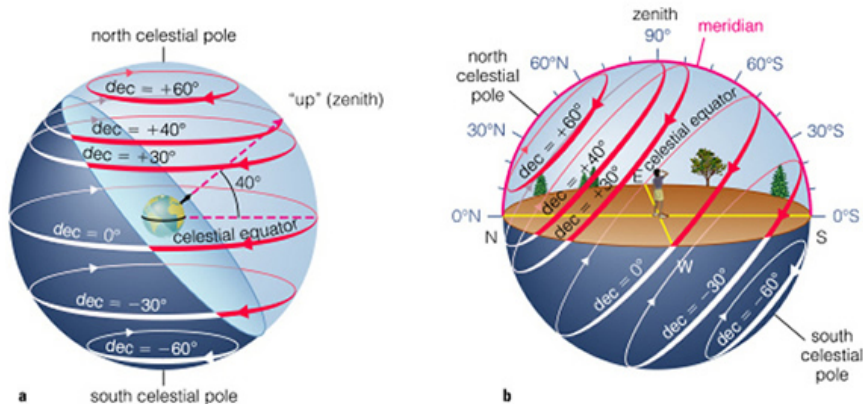 north celestial pole
dec = +60°
"up" (zenith)
dec = +40°
dec = +30°
40°
dec = 0°
celestial equator
dec = −30°
dec = −60°
a
south celestial pole
zenith
90°
meridian
north
celestial
pole
60°N
60°S
30°N
30°S
dec = +60°
dec = +40°
dec = +30°
celestial equator
E
0°N
0°S
N
S
W
dec = 0°
dec = −30°
dec = −60°
south
celestial
pole
b